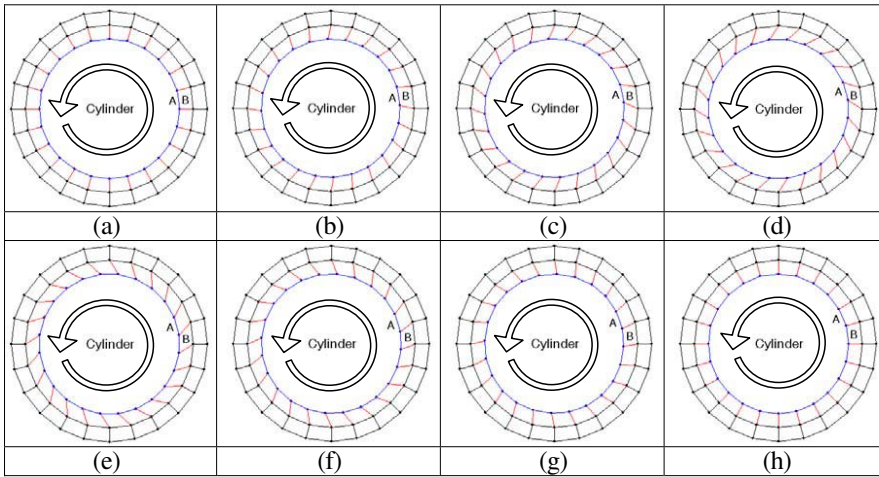 A B
Cylinder
A B
Cylinder
A B
Cylinder
A B
Cylinder
(a) (b) (c) (d)
A
B
Cylinder
A
B
Cylinder
A
B
Cylinder
A
B
Cylinder
(e) (f) (g) (h)